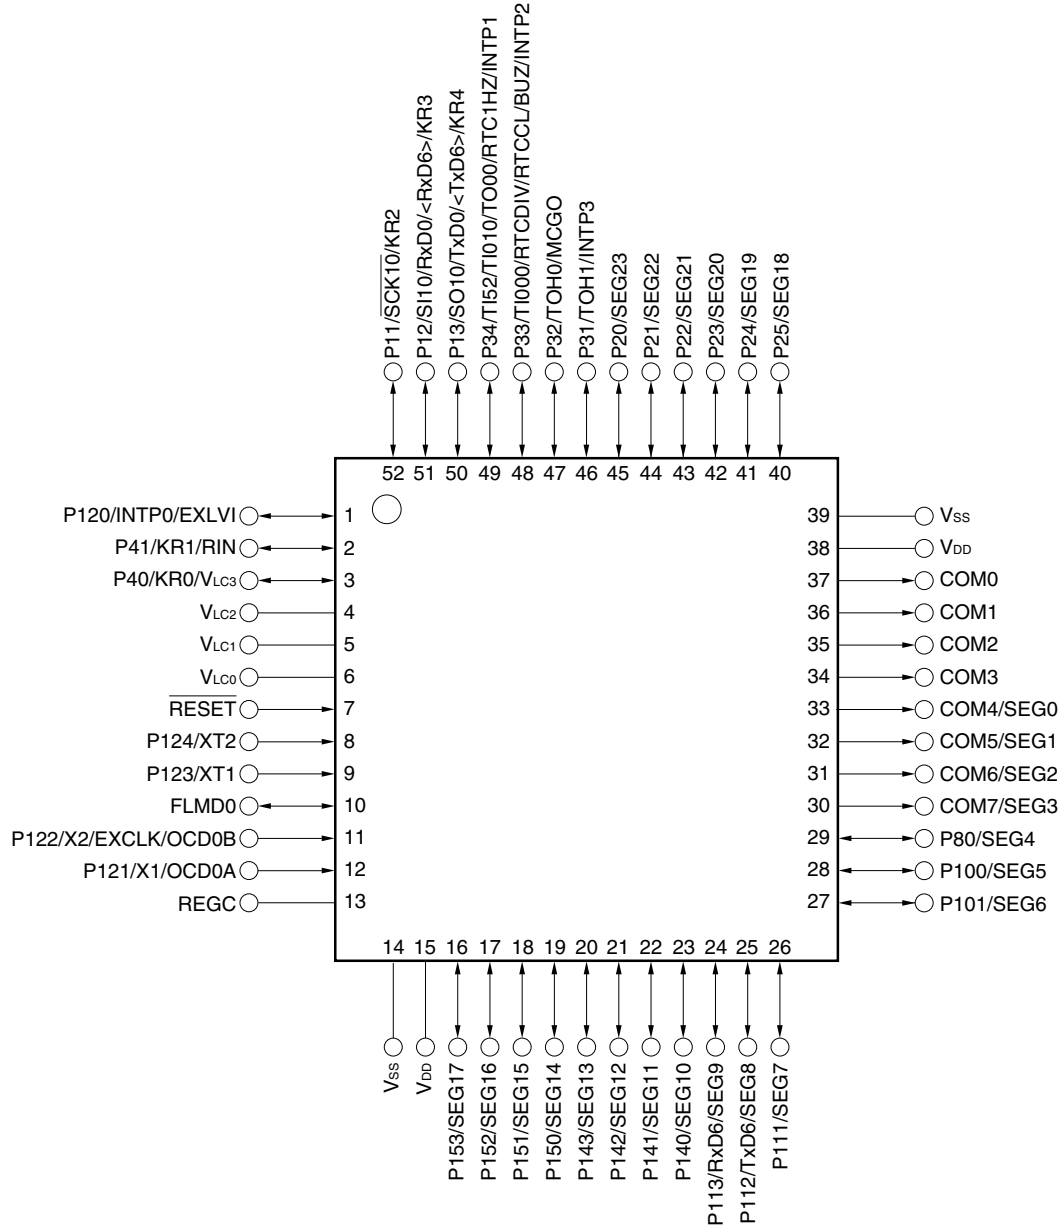 P11/SCK10/KR2
P12/SI10/RxD0/<RxD6>/KR3
P13/SO10/TxD0/<TxD6>/KR4
P34/TI52/TI010/TO00/RTC1HZ/INTP1
P33/TI000/RTCDIV/RTCCL/BUZ/INTP2
P32/TOH0/MCGO
P31/TOH1/INTP3
P20/SEG23
P21/SEG22
P22/SEG21
P23/SEG20
P24/SEG19
P25/SEG18
52 51 50 49 48 47 46 45 44 43 42 41 40
P120/INTP0/EXLVI 1
P41/KR1/RIN 2
P40/KR0/VLC3 3
VLC2 4
VLC1 5
VLC0 6
RESET 7
P124/XT2 8
P123/XT1 9
FLMD0 10
P122/X2/EXCLK/OCD0B 11
P121/X1/OCD0A 12
REGC 13
39 VSS
38 VDD
37 COM0
36 COM1
35 COM2
34 COM3
33 COM4/SEG0
32 COM5/SEG1
31 COM6/SEG2
30 COM7/SEG3
29 P80/SEG4
28 P100/SEG5
27 P101/SEG6
14 15 16 17 18 19 20 21 22 23 24 25 26
VSS
VDD
P153/SEG17
P152/SEG16
P151/SEG15
P150/SEG14
P143/SEG13
P142/SEG12
P141/SEG11
P140/SEG10
P113/RxD6/SEG9
P112/TxD6/SEG8
P111/SEG7